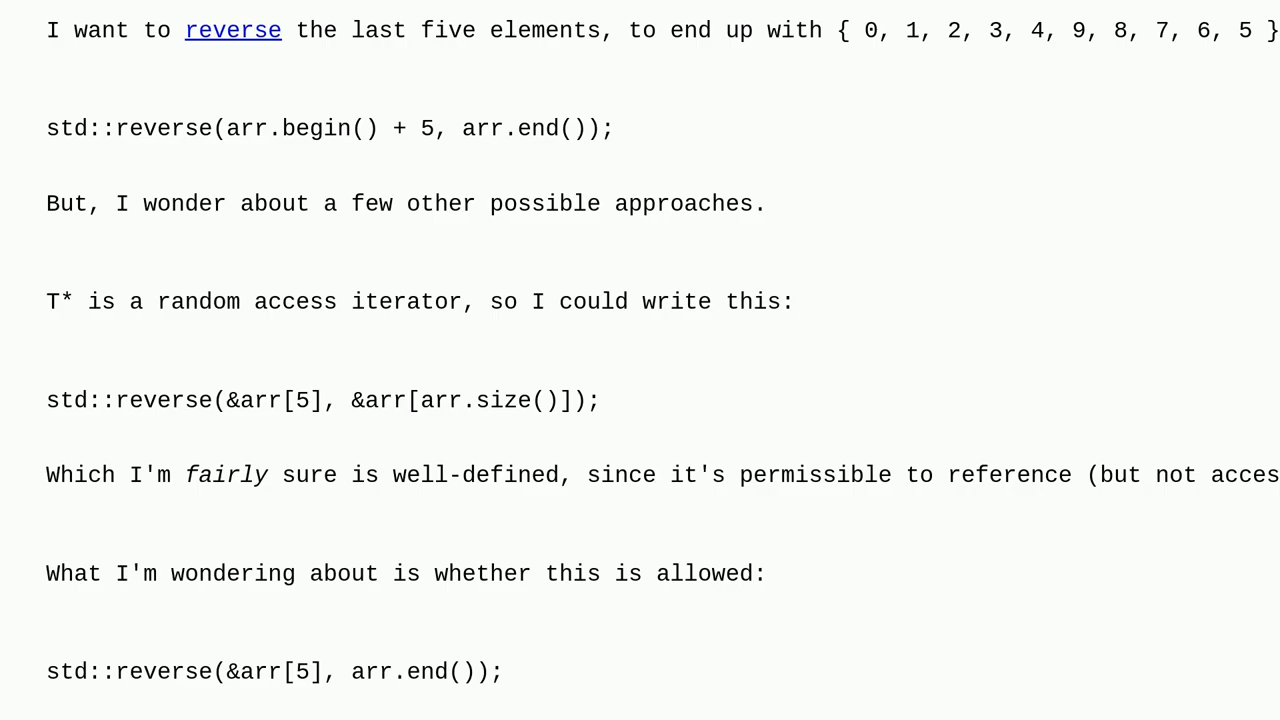 I want to reverse the last five elements, to end up with { 0, 1, 2, 3, 4, 9, 8, 7, 6, 5 }
std::reverse(arr.begin() + 5, arr.end());
But, I wonder about a few other possible approaches.
T* is a random access iterator, so I could write this:
std::reverse(&arr[5], &arr[arr.size()]);
Which I'm fairly sure is well-defined, since it's permissible to reference (but not acces
What I'm wondering about is whether this is allowed:
std::reverse(&arr[5], arr.end());